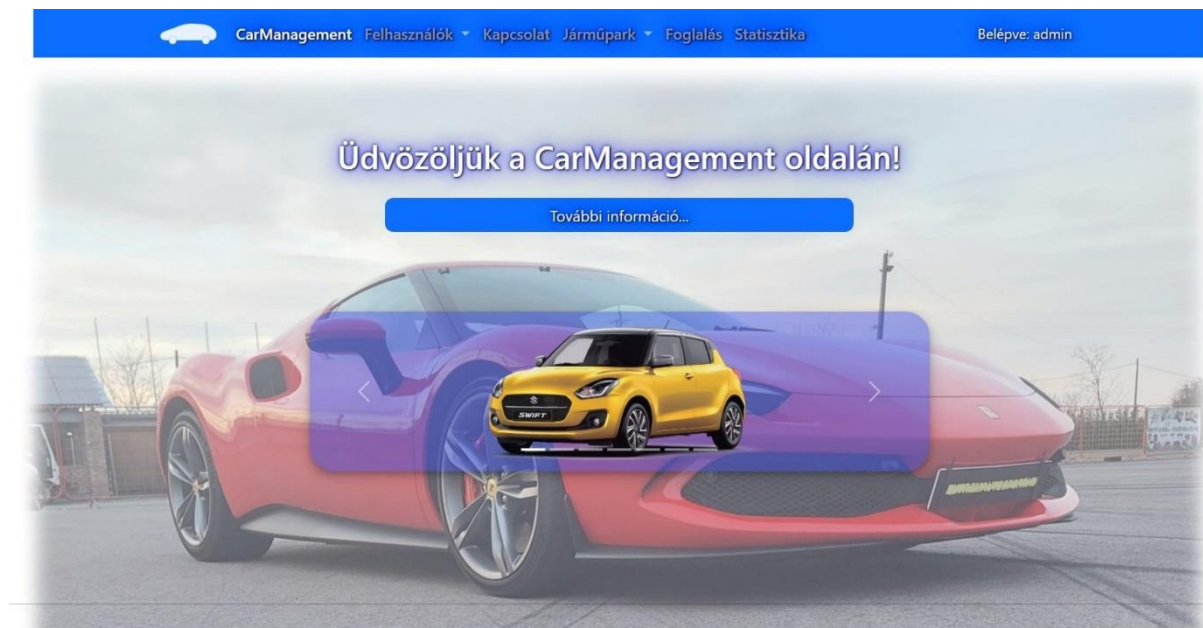 CarManagement Felhasználók Kapcsolat Járműpark Foglalás Statisztika Belépve: admin
Üdvözöljük a CarManagement oldalán!
További információ...
SWIFT